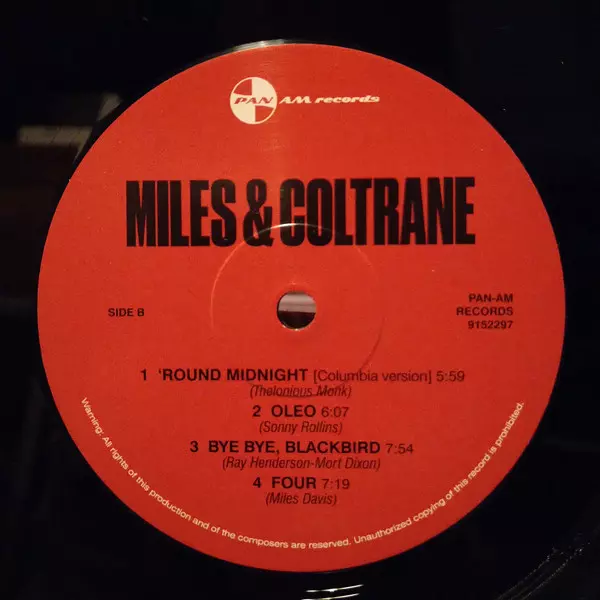 PAN AM records
MILES & COLTRANE
SIDE B
PAN-AM
RECORDS
9152297
1 'ROUND MIDNIGHT [Columbia version] 5:59
(Thelonious Monk)
2 OLEO 6:07
(Sonny Rollins)
3 BYE BYE, BLACKBIRD 7:54
(Ray Henderson-Mort Dixon)
4 FOUR 7:19
(Miles Davis)
Warning: All rights of this production and of the composers are reserved. Unauthorized copying of this record is prohibited.